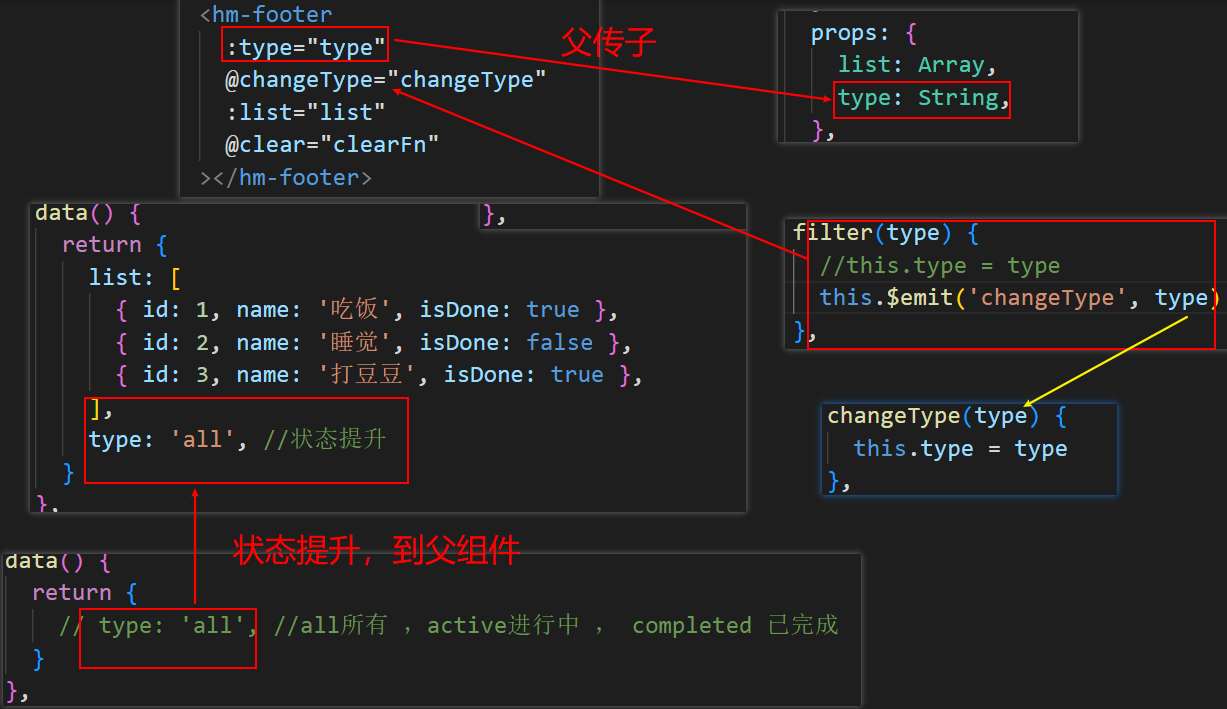 <hm-footer
:type="type"
@changeType="changeType"
:list="list"
@clear="clearFn"
></hm-footer>
父传子
props: {
list: Array,
type: String,
},
data() {
return {
list: [
{ id: 1, name: '吃饭', isDone: true },
{ id: 2, name: '睡觉', isDone: false },
{ id: 3, name: '打豆豆', isDone: true },
],
type: 'all', //状态提升
}
},
},
filter(type) {
//this.type = type
this.$emit('changeType', type)
},
changeType(type) {
this.type = type
},
状态提升，到父组件
data() {
return {
// type: 'all', //all所有 ，active进行中 ， completed 已完成
}
},